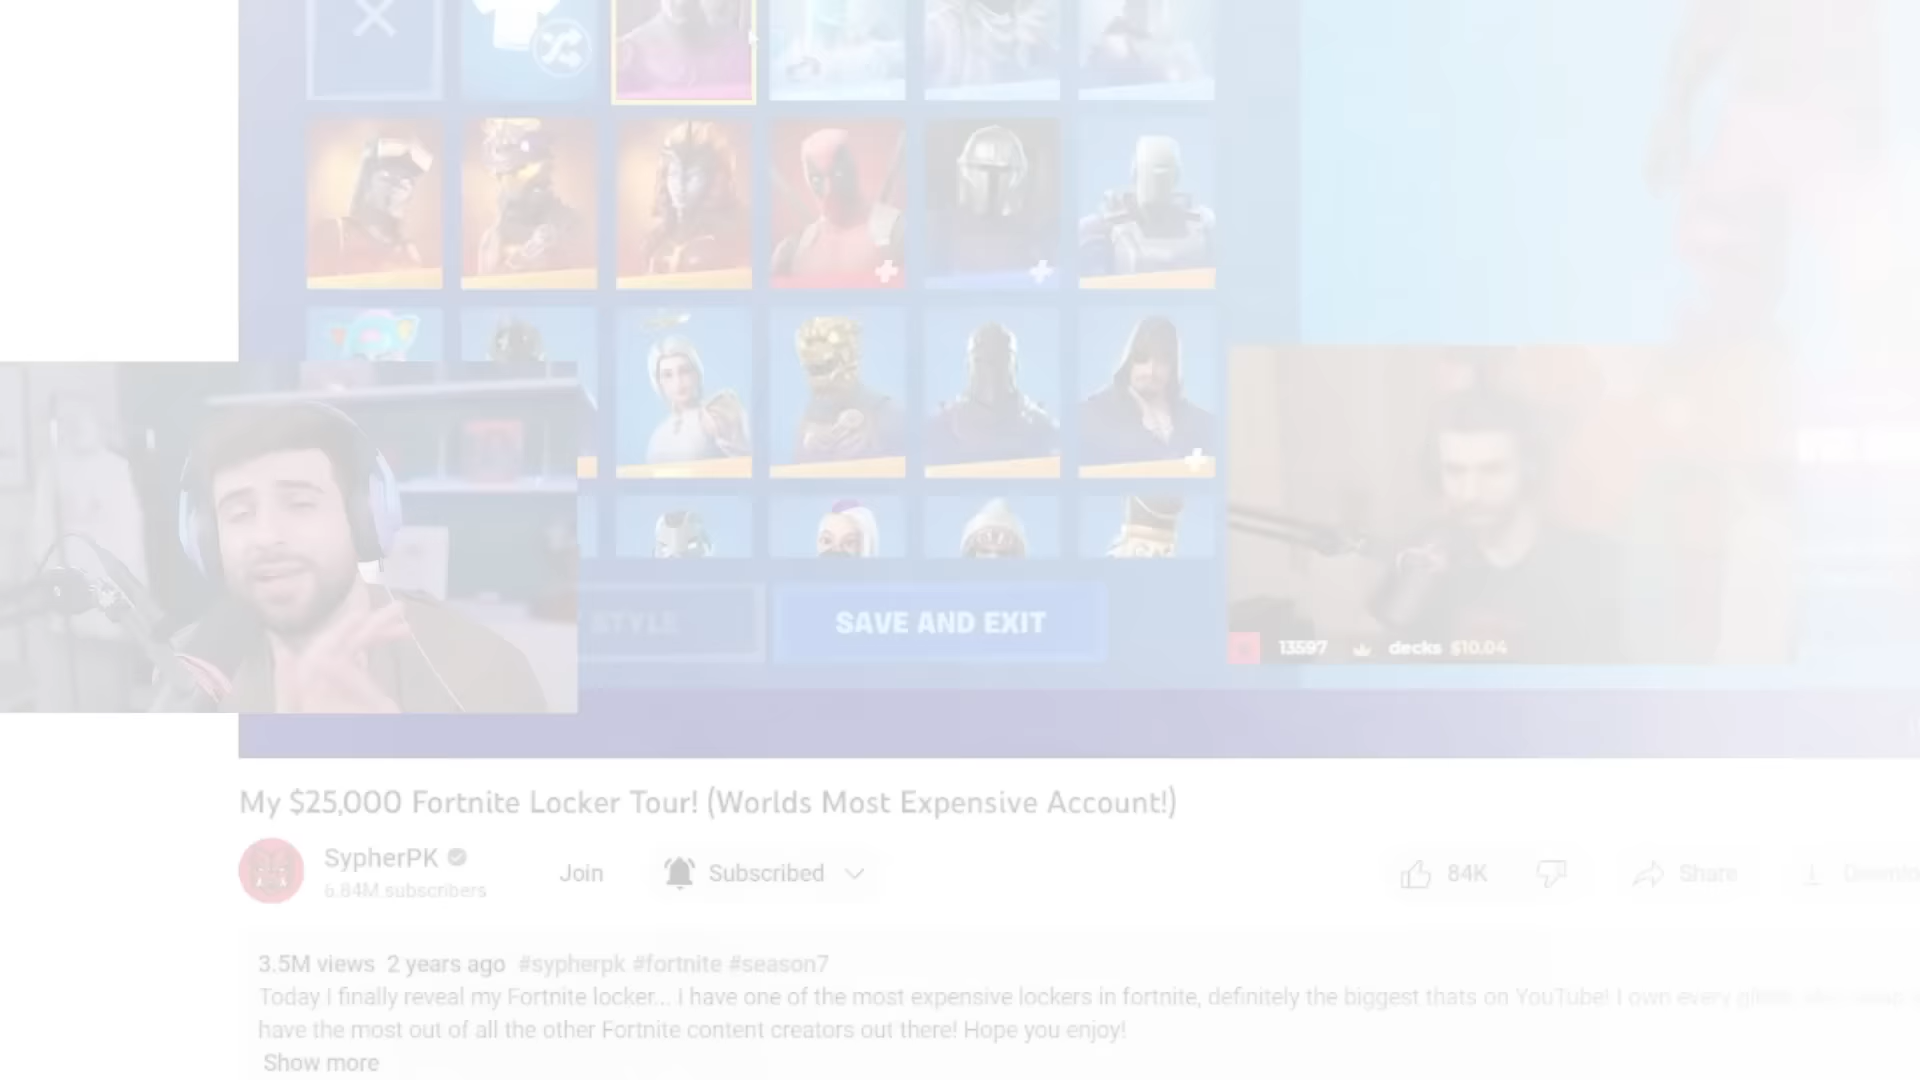 STYLE
SAVE AND EXIT
13597 decks $10.04
My $25,000 Fortnite Locker Tour! (Worlds Most Expensive Account!)
SypherPK
6.84M subscribers
Join
Subscribed
84K
Share
3.5M views 2 years ago #sypherpk #fortnite #season7
Today I finally reveal my Fortnite locker... I have one of the most expensive lockers in fortnite, definitely the biggest thats on YouTube! I own every
have the most out of all the other Fortnite content creators out there! Hope you enjoy!
Show more